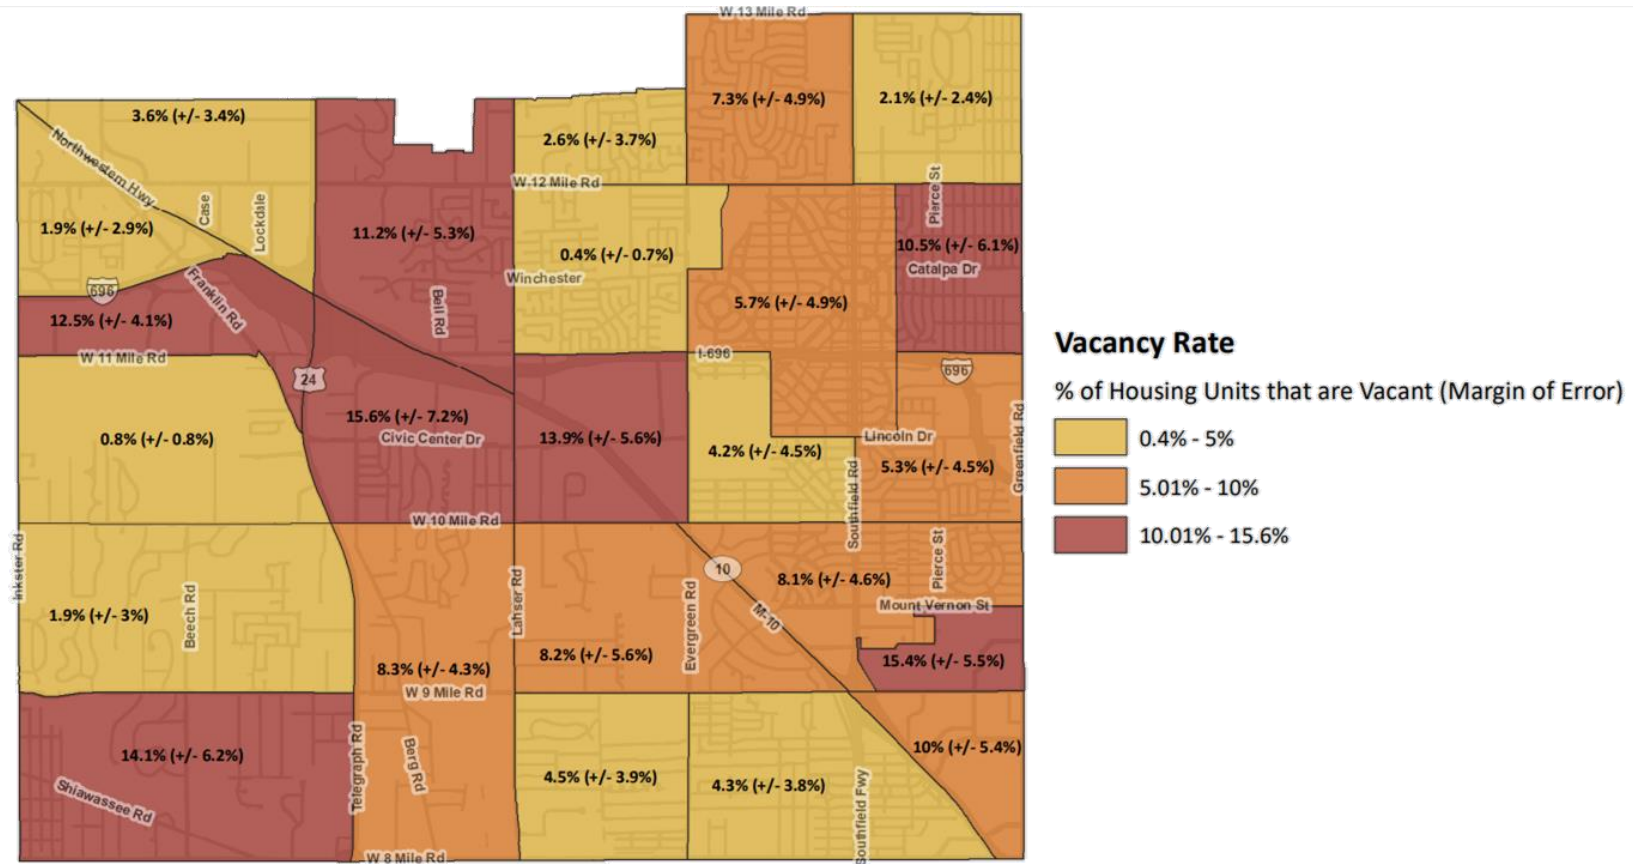 W 13 Mile Rd
7.3% (+/- 4.9%)
2.1% (+/- 2.4%)
3.6% (+/- 3.4%)
2.6% (+/- 3.7%)
Northwestern Hwy
W 12 Mile Rd
Pierce St
Case
Lockdale
1.9% (+/- 2.9%)
11.2% (+/- 5.3%)
0.4% (+/- 0.7%)
10.5% (+/- 6.1%)
Catalpa Dr
Winchester
696
Franklin Rd
Bell Rd
5.7% (+/- 4.9%)
12.5% (+/- 4.1%)
W 11 Mile Rd
I-696
696
24
15.6% (+/- 7.2%)
Civic Center Dr
0.8% (+/- 0.8%)
13.9% (+/- 5.6%)
Lincoln Dr
4.2% (+/- 4.5%)
5.3% (+/- 4.5%)
Greenfield Rd
Southfield Rd
W 10 Mile Rd
Inkster Rd
10
8.1% (+/- 4.6%)
Pierce St
Mount Vernon St
Beech Rd
1.9% (+/- 3%)
Lahser Rd
Evergreen Rd
M-10
8.3% (+/- 4.3%)
8.2% (+/- 5.6%)
15.4% (+/- 5.5%)
W 9 Mile Rd
14.1% (+/- 6.2%)
Telegraph Rd
Berg Rd
4.5% (+/- 3.9%)
4.3% (+/- 3.8%)
10% (+/- 5.4%)
Shiawassee Rd
Southfield Fwy
W 8 Mile Rd
Vacancy Rate
% of Housing Units that are Vacant (Margin of Error)
0.4% - 5%
5.01% - 10%
10.01% - 15.6%